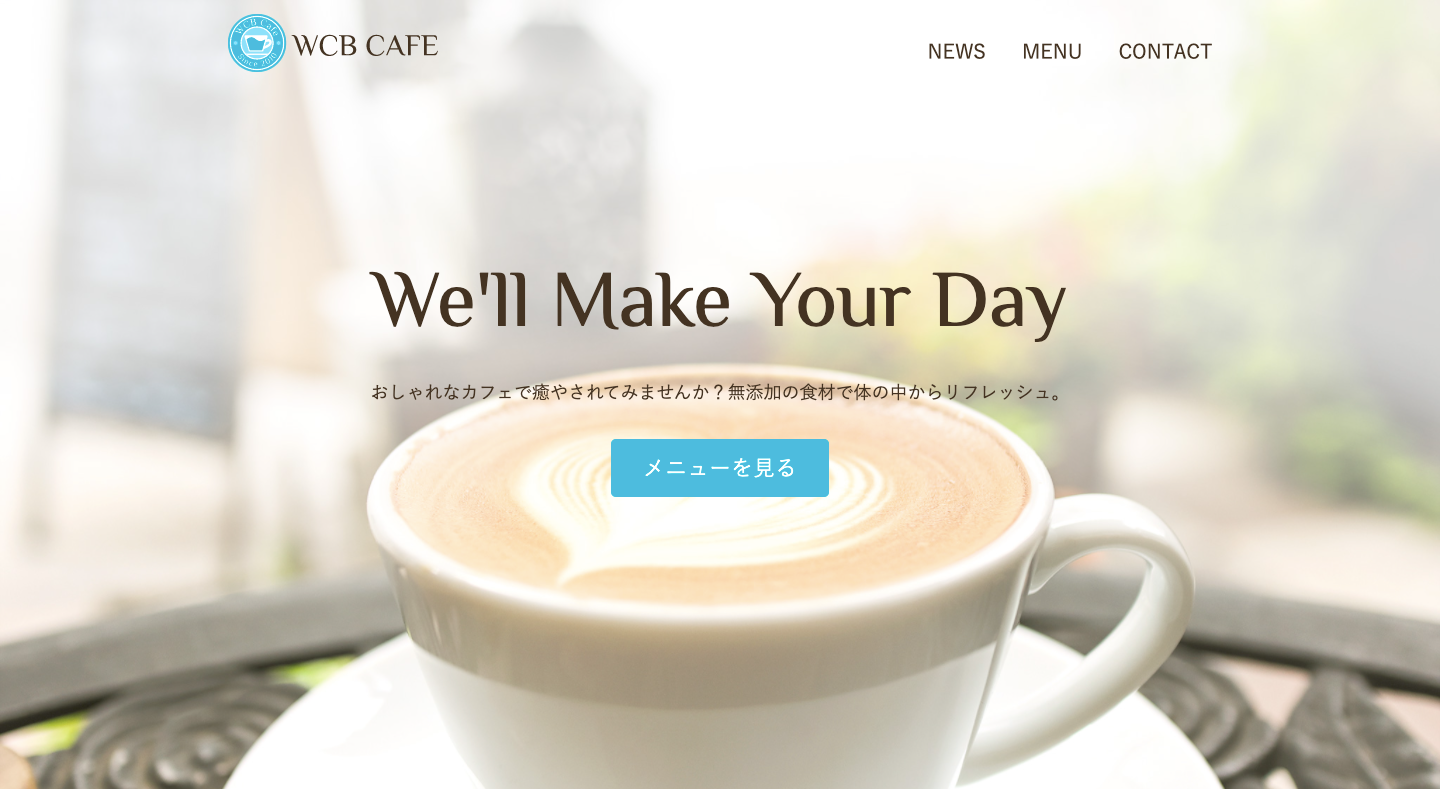 WCB Cafe
Since 2010
WCB CAFE
NEWS
MENU
CONTACT
We'll Make Your Day
おしゃれなカフェで癒やされてみませんか？無添加の食材で体の中からリフレッシュ。
メニューを見る